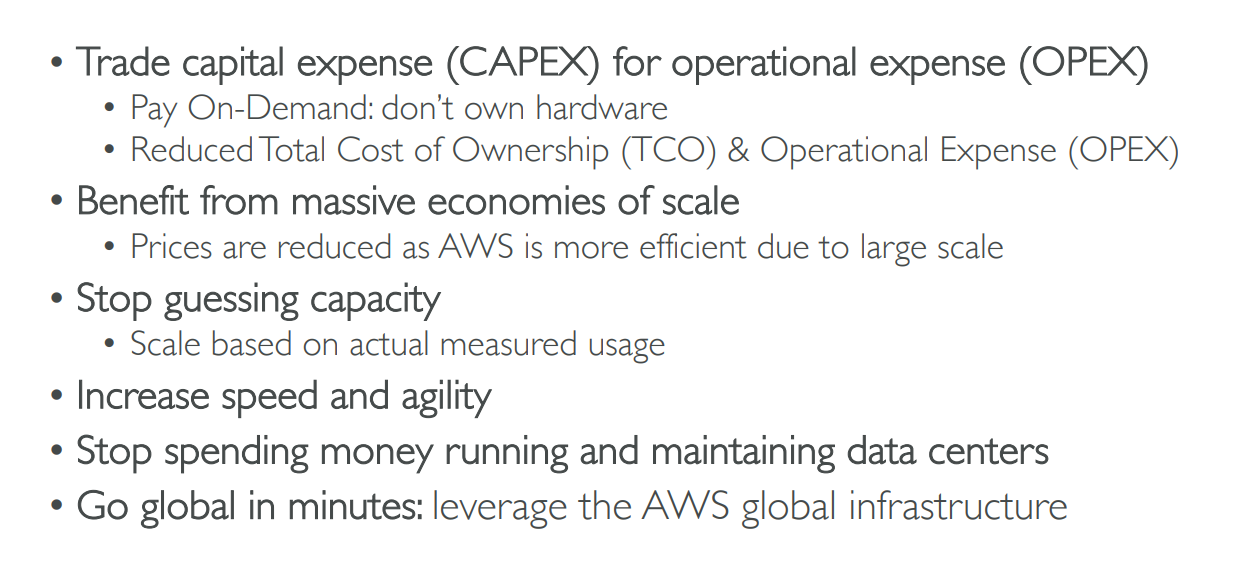 • Trade capital expense (CAPEX) for operational expense (OPEX)
• Pay On-Demand: don't own hardware
• Reduced Total Cost of Ownership (TCO) & Operational Expense (OPEX)
• Benefit from massive economies of scale
• Prices are reduced as AWS is more efficient due to large scale
• Stop guessing capacity
• Scale based on actual measured usage
• Increase speed and agility
• Stop spending money running and maintaining data centers
• Go global in minutes: leverage the AWS global infrastructure